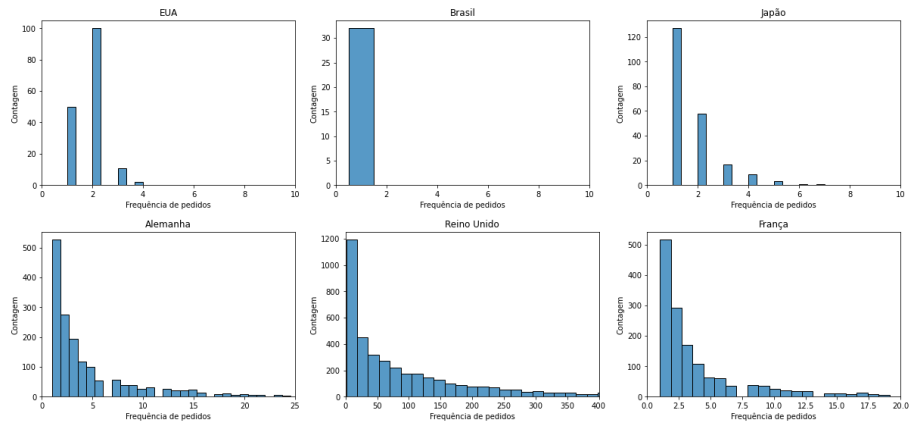 EUA
Contagem
100
80
60
40
20
0
0 2 4 6 8 10
Frequência de pedidos
Brasil
Contagem
30
25
20
15
10
5
0
0 2 4 6 8 10
Frequência de pedidos
Japão
Contagem
120
100
80
60
40
20
0
0 2 4 6 8 10
Frequência de pedidos
Alemanha
Contagem
500
400
300
200
100
0
0 5 10 15 20 25
Frequência de pedidos
Reino Unido
Contagem
1200
1000
800
600
400
200
0
0 50 100 150 200 250 300 350 400
Frequência de pedidos
França
Contagem
500
400
300
200
100
0
0.0 2.5 5.0 7.5 10.0 12.5 15.0 17.5 20.0
Frequência de pedidos